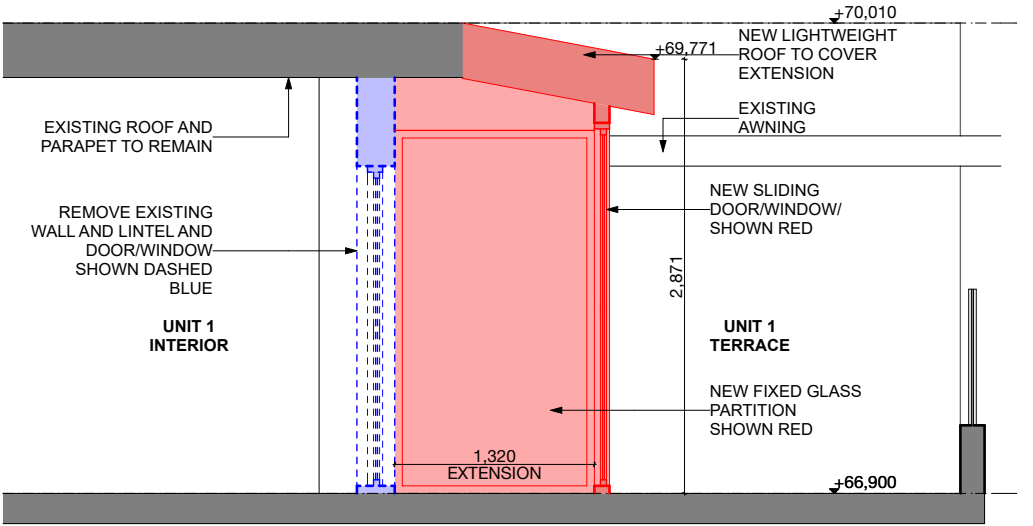 +70,010
NEW LIGHTWEIGHT
ROOF TO COVER
EXTENSION
+69,771
EXISTING
AWNING
EXISTING ROOF AND
PARAPET TO REMAIN
REMOVE EXISTING
WALL AND LINTEL AND
DOOR/WINDOW
SHOWN DASHED
BLUE
NEW SLIDING
DOOR/WINDOW/
SHOWN RED
2,871
UNIT 1
INTERIOR
UNIT 1
TERRACE
NEW FIXED GLASS
PARTITION
SHOWN RED
1,320
EXTENSION
+66,900